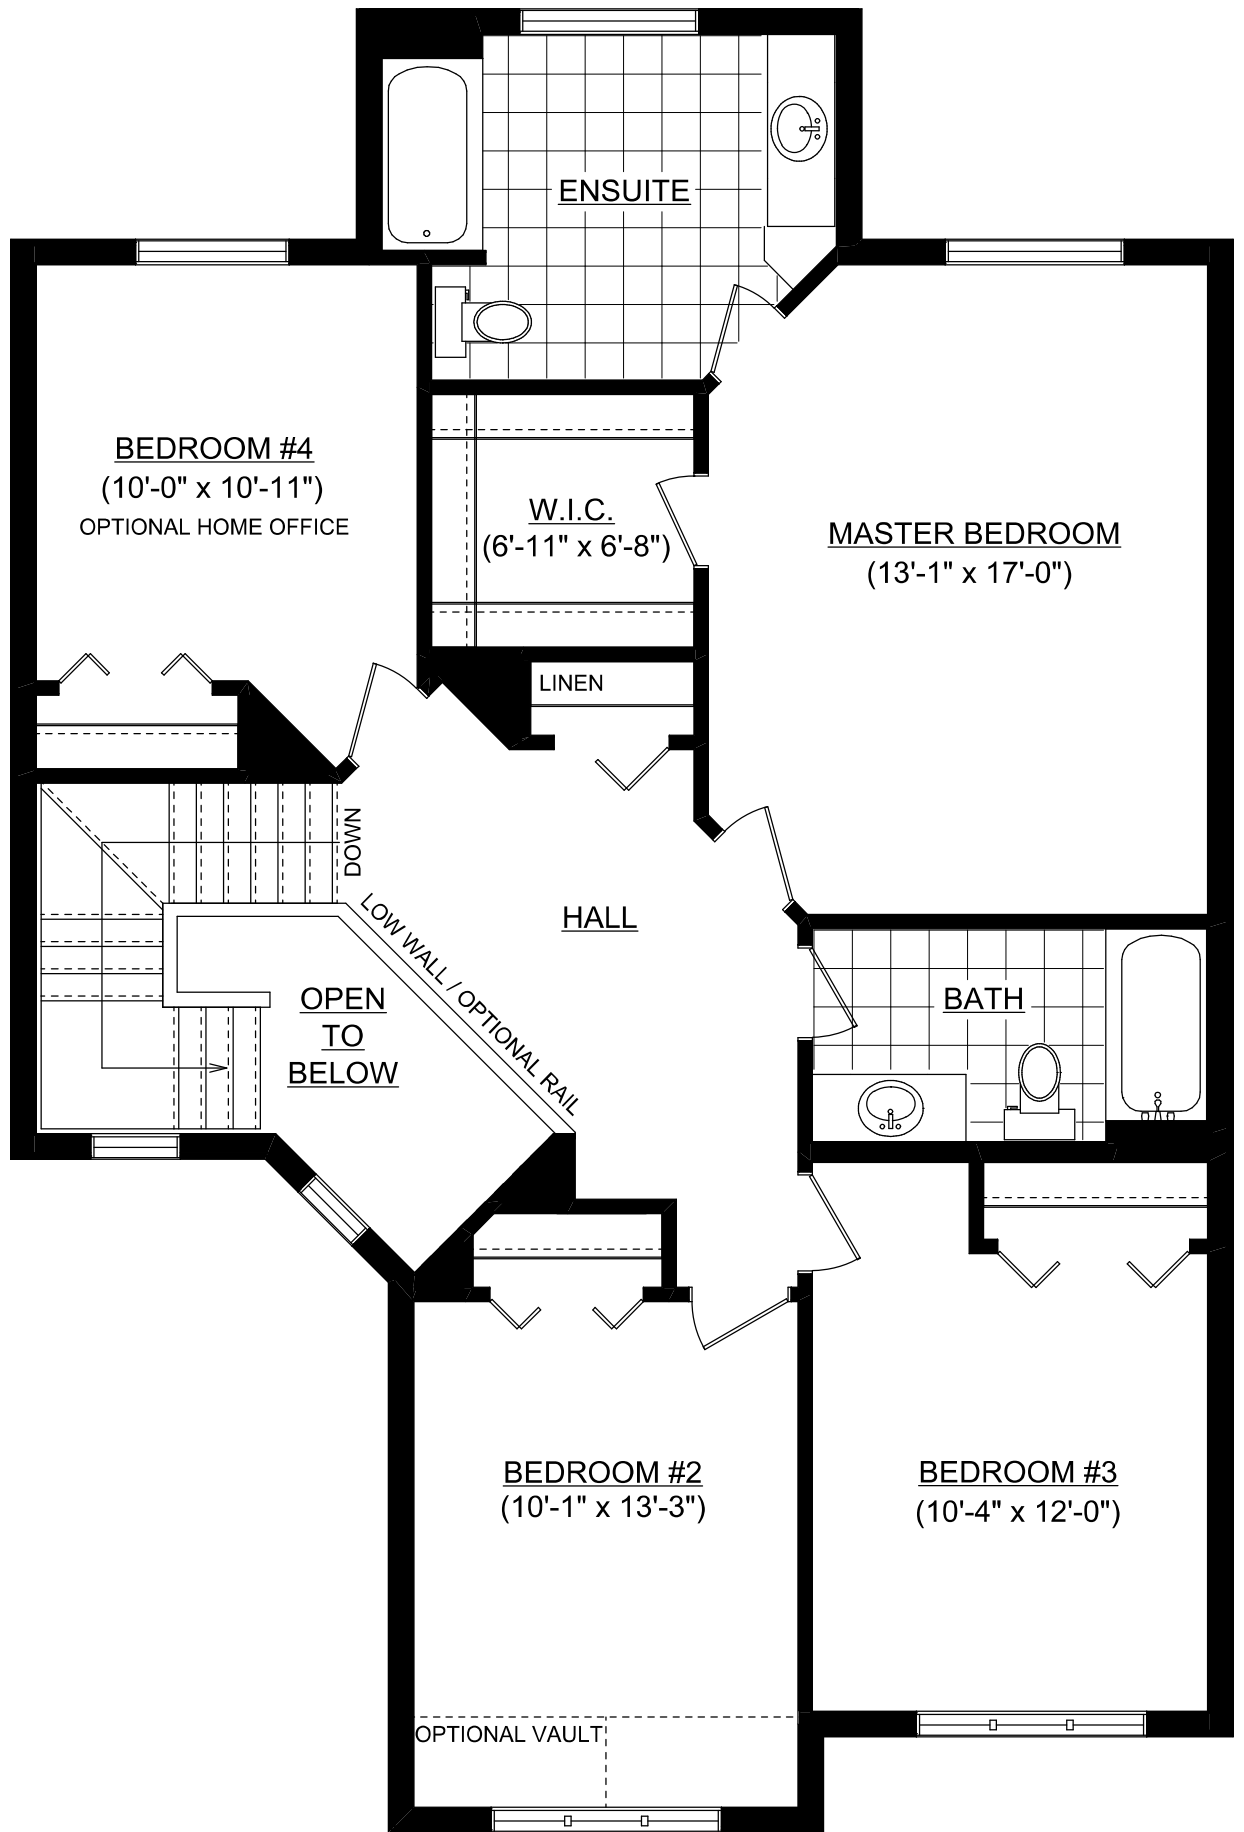 ENSUITE
BEDROOM #4
(10'-0" x 10'-11")
OPTIONAL HOME OFFICE
W.I.C.
(6'-11" x 6'-8")
MASTER BEDROOM
(13'-1" x 17'-0")
LINEN
DOWN
LOW WALL / OPTIONAL RAIL
HALL
OPEN
TO
BELOW
BATH
BEDROOM #2
(10'-1" x 13'-3")
BEDROOM #3
(10'-4" x 12'-0")
OPTIONAL VAULT